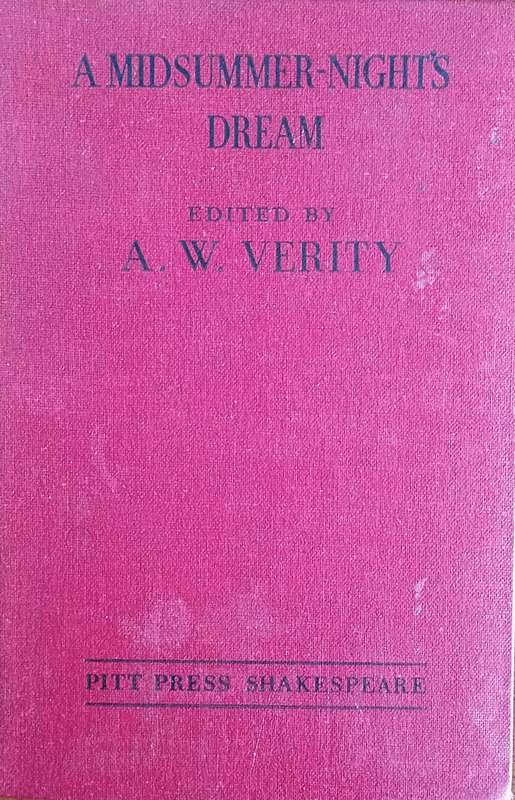 A MIDSUMMER-NIGHT'S
DREAM
EDITED BY
A. W. VERITY
PITT PRESS SHAKESPEARE